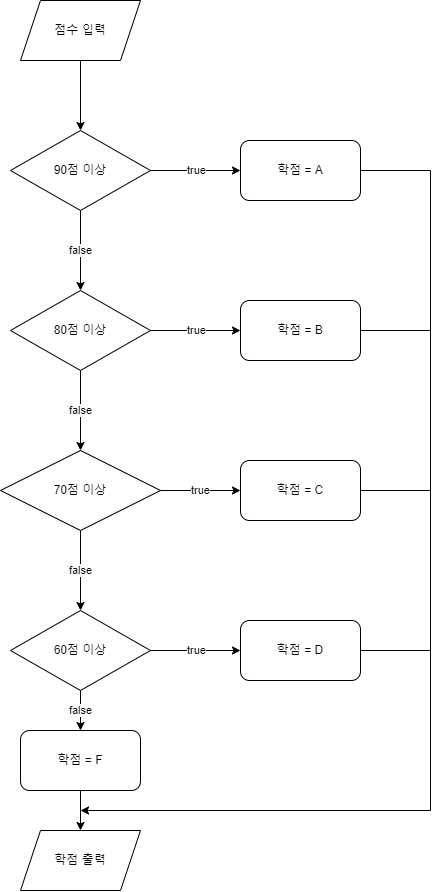 점수 입력
90점 이상
true
학점 = A
false
80점 이상
true
학점 = B
false
70점 이상
true
학점 = C
false
60점 이상
true
학점 = D
false
학점 = F
학점 출력